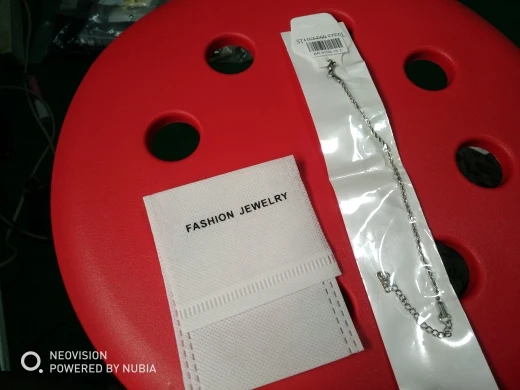 FASHION JEWELRY
NEOVISION
POWERED BY NUBIA